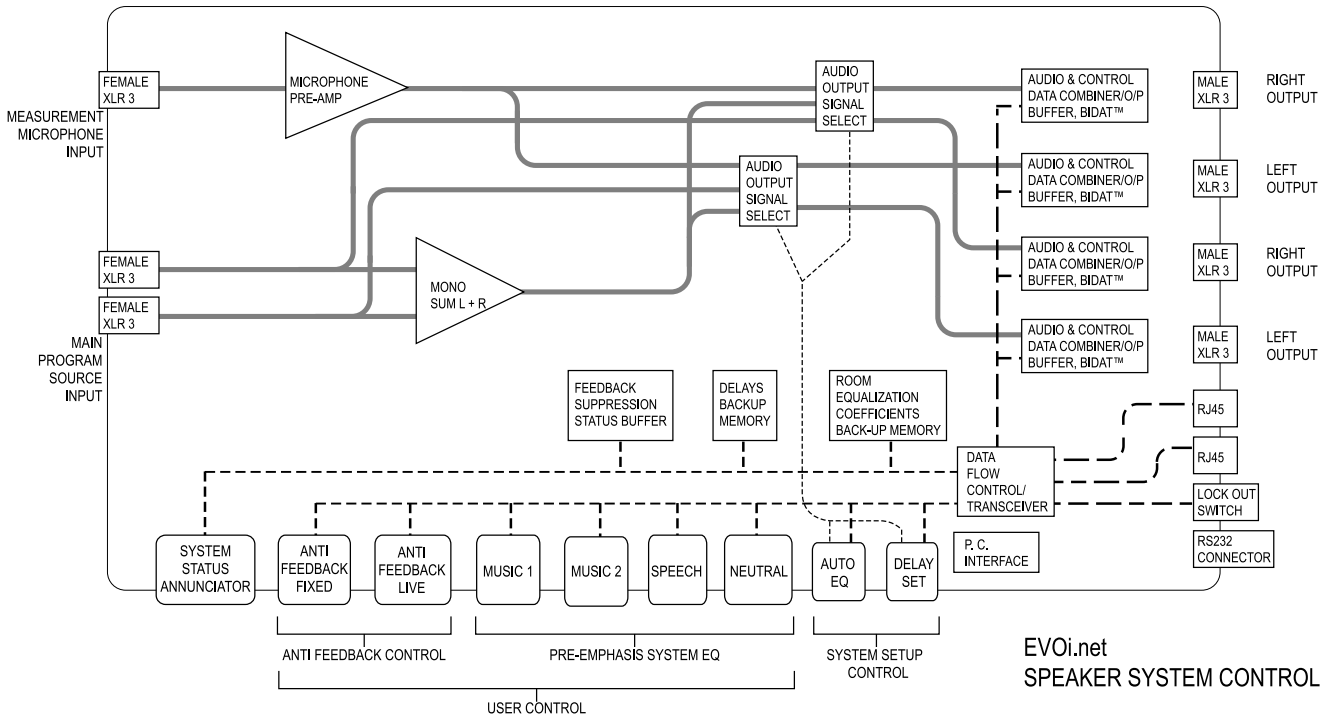 FEMALE
XLR 3
MEASUREMENT
MICROPHONE
INPUT
MICROPHONE
PRE-AMP
AUDIO
OUTPUT
SIGNAL
SELECT
AUDIO & CONTROL
DATA COMBINER/O/P
BUFFER, BIDAT™
MALE
XLR 3
RIGHT
OUTPUT
AUDIO
OUTPUT
SIGNAL
SELECT
AUDIO & CONTROL
DATA COMBINER/O/P
BUFFER, BIDAT™
MALE
XLR 3
LEFT
OUTPUT
FEMALE
XLR 3
FEMALE
XLR 3
MAIN
PROGRAM
SOURCE
INPUT
MONO
SUM L + R
AUDIO & CONTROL
DATA COMBINER/O/P
BUFFER, BIDAT™
MALE
XLR 3
RIGHT
OUTPUT
AUDIO & CONTROL
DATA COMBINER/O/P
BUFFER, BIDAT™
MALE
XLR 3
LEFT
OUTPUT
FEEDBACK
SUPPRESSION
STATUS BUFFER
DELAYS
BACKUP
MEMORY
ROOM
EQUALIZATION
COEFFICIENTS
BACK-UP MEMORY
DATA
FLOW
CONTROL/
TRANSCEIVER
RJ45
RJ45
LOCK OUT
SWITCH
RS232
CONNECTOR
P. C.
INTERFACE
SYSTEM
STATUS
ANNUNCIATOR
ANTI
FEEDBACK
FIXED
ANTI
FEEDBACK
LIVE
MUSIC 1
MUSIC 2
SPEECH
NEUTRAL
AUTO
EQ
DELAY
SET
ANTI FEEDBACK CONTROL
PRE-EMPHASIS SYSTEM EQ
SYSTEM SETUP
CONTROL
USER CONTROL
EVOi.net
SPEAKER SYSTEM CONTROL